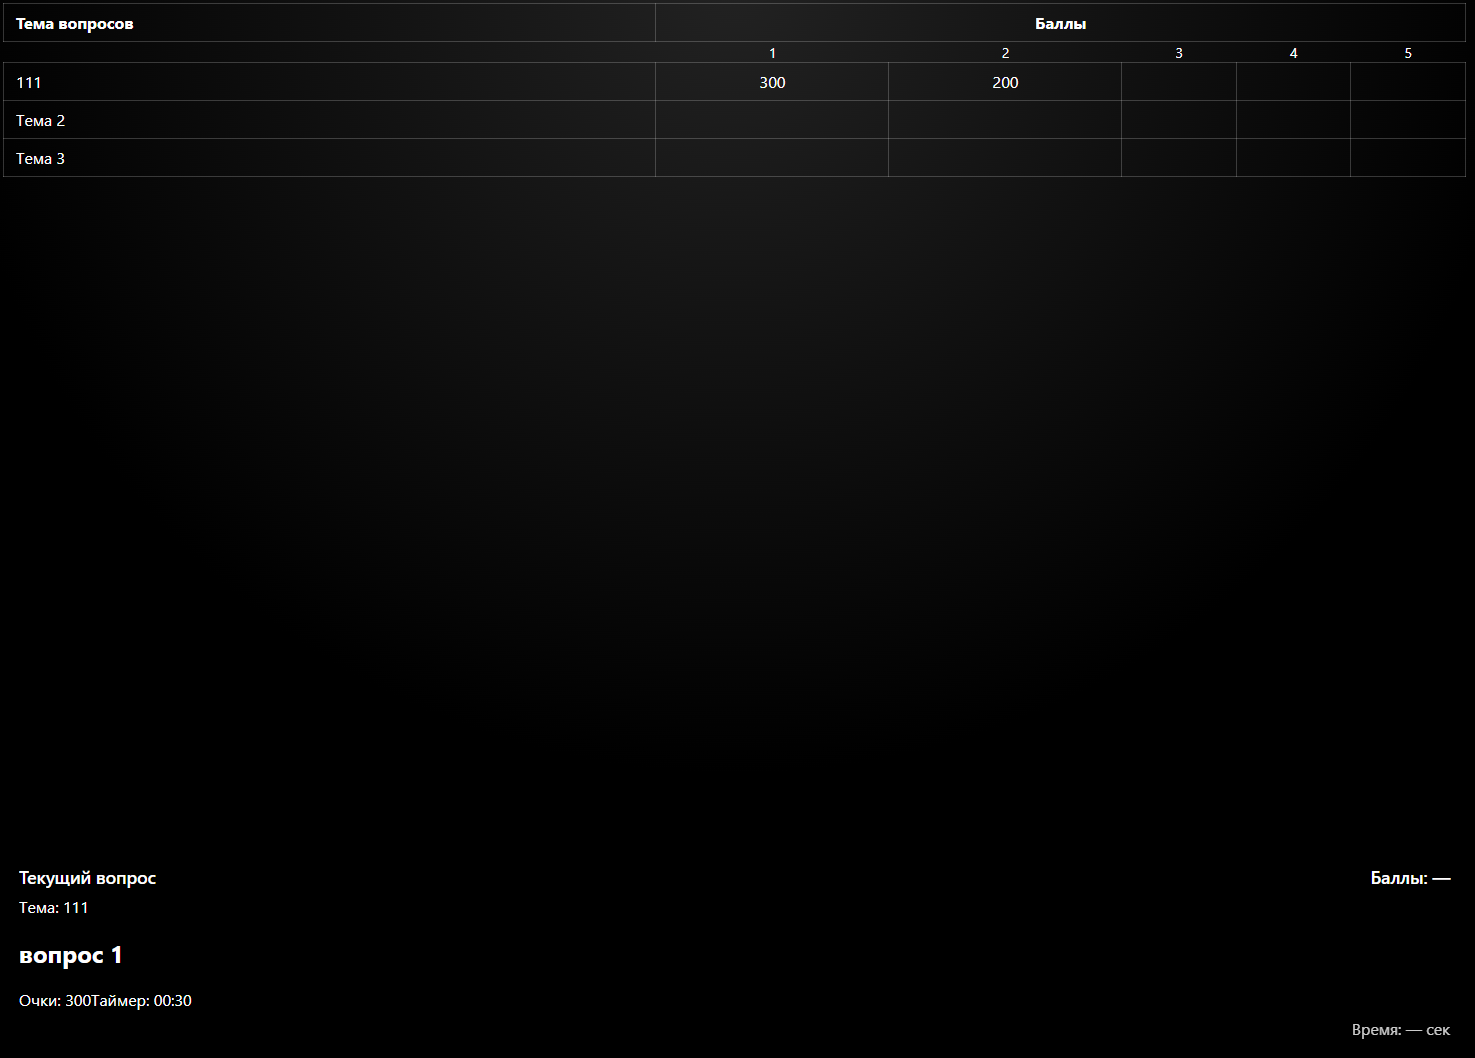 Тема вопросов Баллы
1 2 3 4 5
111 300 200
Тема 2
Тема 3
Текущий вопрос Баллы: —
Тема: 111
вопрос 1
Очки: 300Таймер: 00:30
Время: — сек